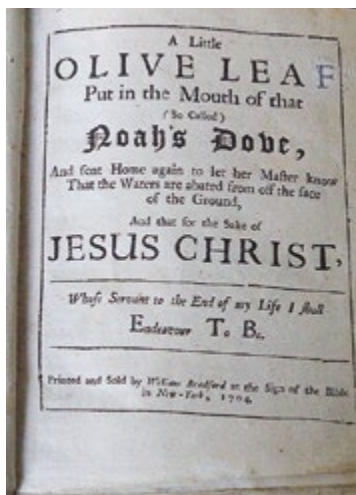 A Little
OLIVE LEAF
Put in the Mouth of that
(So Called)
Noah's Dove,
And sent Home again to let her Master know
That the Waters are abated from off the face
of the Ground,
And that for the Sake of
JESUS CHRIST,
Whose Servant to the End of my Life I shall
Endeavour T. B.
Printed and Sold by William Bradford at the Sign of the Bible
in New-York, 1704.